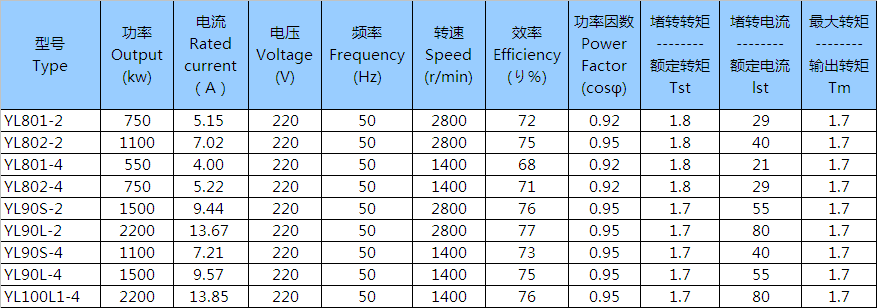 型号 Type | 功率 Output (kw) | 电流 Rated current ( A ) | 电压 Voltage (V) | 频率 Frequency (Hz) | 转速 Speed (r/min) | 效率 Efficiency (り%) | 功率因数 Power Factor (cosφ) | 堵转转矩 -------- 额定转矩 Tst | 堵转电流 -------- 额定电流 Ist | 最大转矩 -------- 输出转矩 Tm
YL801-2 750 5.15 220 50 2800 72 0.92 1.8 29 1.7
YL802-2 1100 7.02 220 50 2800 75 0.95 1.8 40 1.7
YL801-4 550 4.00 220 50 1400 68 0.92 1.8 21 1.7
YL802-4 750 5.22 220 50 1400 71 0.92 1.8 29 1.7
YL90S-2 1500 9.44 220 50 2800 76 0.95 1.7 55 1.7
YL90L-2 2200 13.67 220 50 2800 77 0.95 1.7 80 1.7
YL90S-4 1100 7.21 220 50 1400 73 0.95 1.7 40 1.7
YL90L-4 1500 9.57 220 50 1400 75 0.95 1.7 55 1.7
YL100L1-4 2200 13.85 220 50 1400 76 0.95 1.7 80 1.7